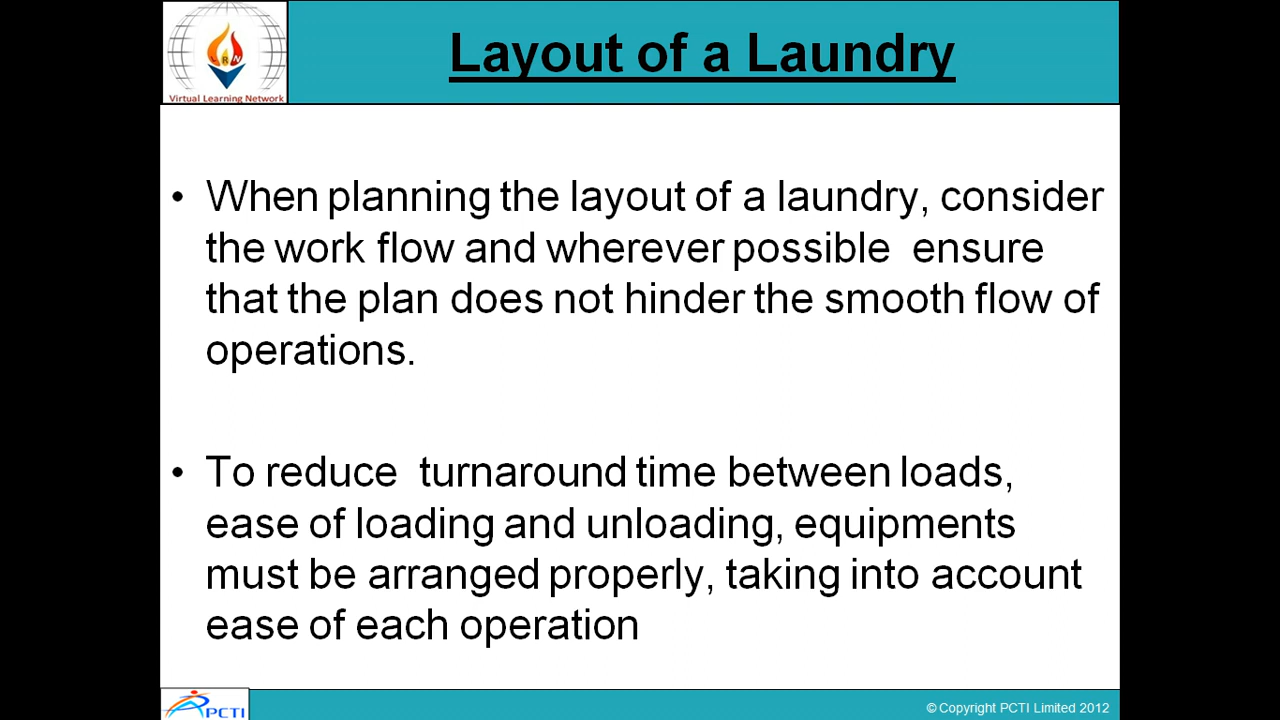 Layout of a Laundry
LRN
Virtual Learning Network
• When planning the layout of a laundry, consider
the work flow and wherever possible ensure
that the plan does not hinder the smooth flow of
operations.
• To reduce turnaround time between loads,
ease of loading and unloading, equipments
must be arranged properly, taking into account
ease of each operation
PCTI
© Copyright PCTI Limited 2012